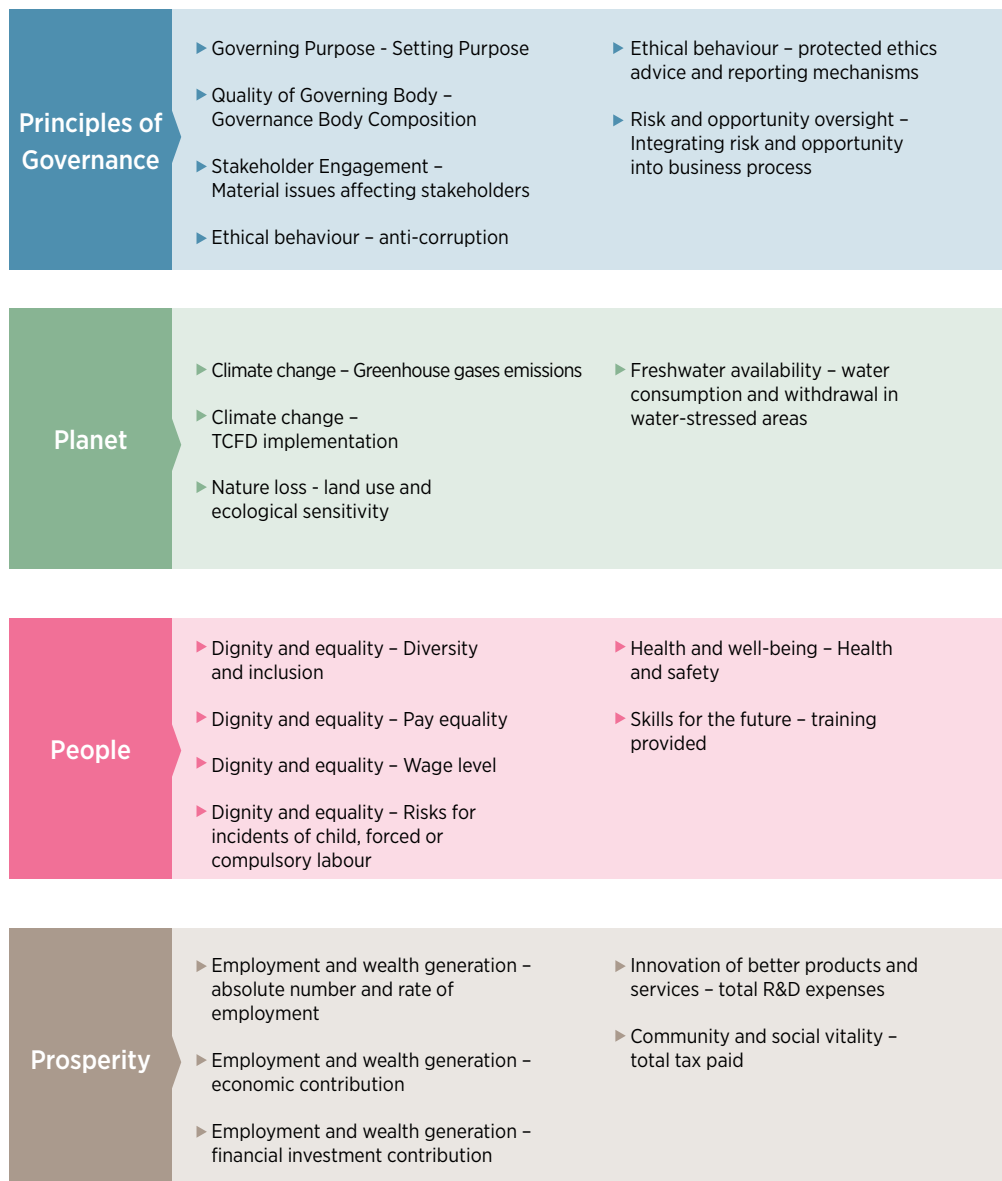 Principles of
Governance
Governing Purpose - Setting Purpose
Quality of Governing Body –
Governance Body Composition
Stakeholder Engagement –
Material issues affecting stakeholders
Ethical behaviour – anti-corruption
Ethical behaviour – protected ethics
advice and reporting mechanisms
Risk and opportunity oversight –
Integrating risk and opportunity
into business process
Planet
Climate change – Greenhouse gases emissions
Climate change –
TCFD implementation
Nature loss - land use and
ecological sensitivity
Freshwater availability – water
consumption and withdrawal in
water-stressed areas
People
Dignity and equality – Diversity
and inclusion
Dignity and equality – Pay equality
Dignity and equality – Wage level
Dignity and equality – Risks for
incidents of child, forced or
compulsory labour
Health and well-being – Health
and safety
Skills for the future – training
provided
Prosperity
Employment and wealth generation –
absolute number and rate of
employment
Employment and wealth generation –
economic contribution
Employment and wealth generation –
financial investment contribution
Innovation of better products and
services – total R&D expenses
Community and social vitality –
total tax paid